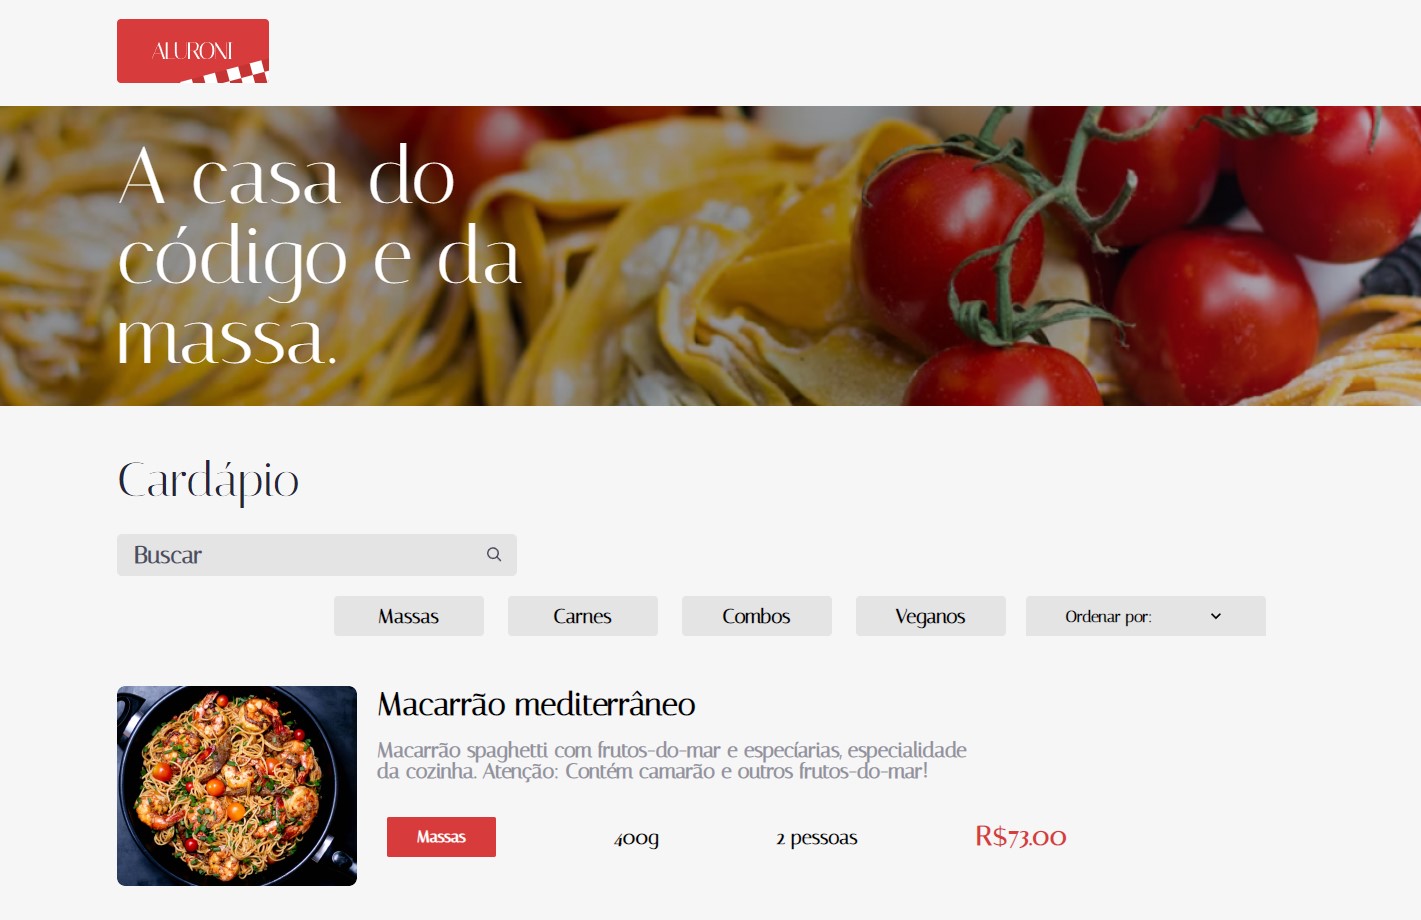 ALURONI
A casa do
código e da
massa.
Cardápio
Buscar
Massas Carnes Combos Veganos Ordenar por:
Macarrão mediterrâneo
Macarrão spaghetti com frutos-do-mar e especíarias, especialidade
da cozinha. Atenção: Contém camarão e outros frutos-do-mar!
Massas 400g 2 pessoas R$73.00